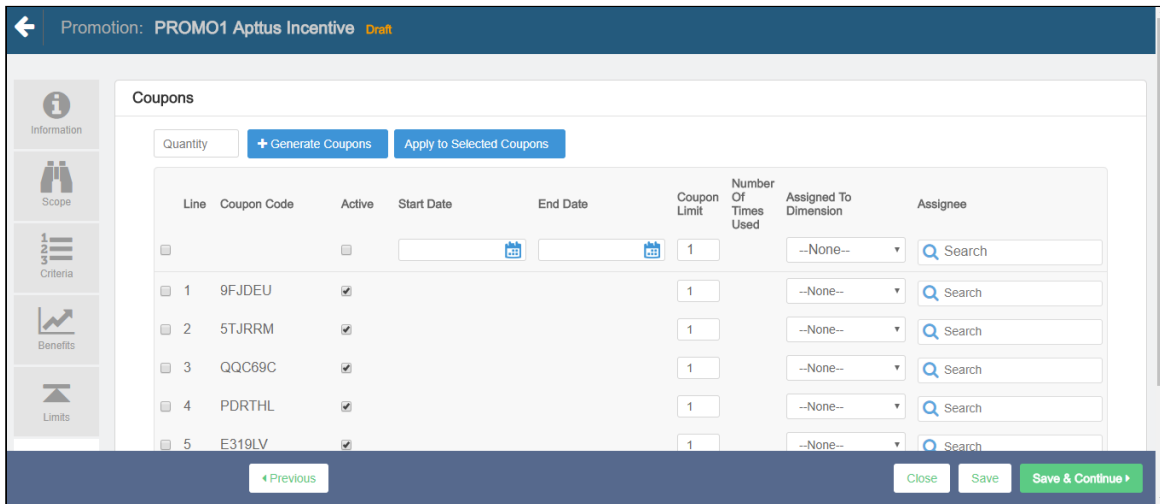 Promotion: PROMO1 Apttus Incentive Draft
Information
Scope
1
2
3
Criteria
Benefits
Limits
Coupons
Quantity + Generate Coupons Apply to Selected Coupons
Line Coupon Code Active Start Date End Date Coupon Limit Number Of Times Used Assigned To Dimension Assignee
1 --None-- Search
1 9FJDEU 1 --None-- Search
2 5TJRRM 1 --None-- Search
3 QQC69C 1 --None-- Search
4 PDRTHL 1 --None-- Search
5 E319LV 1 --None-- Search
Previous Close Save Save & Continue